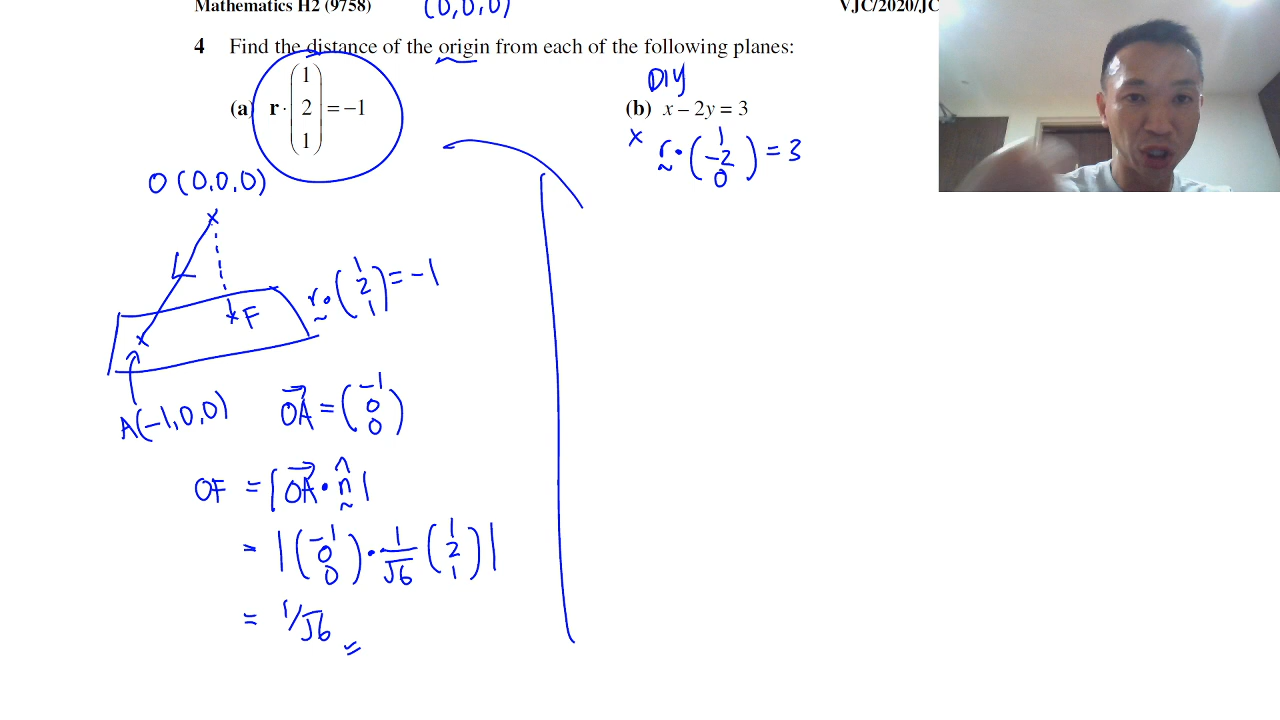 Mathematics H2 (9758) (0,0,0) VJC/2020/JC
4 Find the distance of the origin from each of the following planes:
DIY
(a) r · (1 2 1) = −1
(b) x − 2y = 3
x r · (1 −2 0) = 3
O (0,0,0)
x
r · (1 2 1) = −1
x F
x
A(−1,0,0) OA = (−1 0 0)
OF = |OA · n̂|
= |(−1 0 0) · 1/√6 (1 2 1)|
= 1/√6